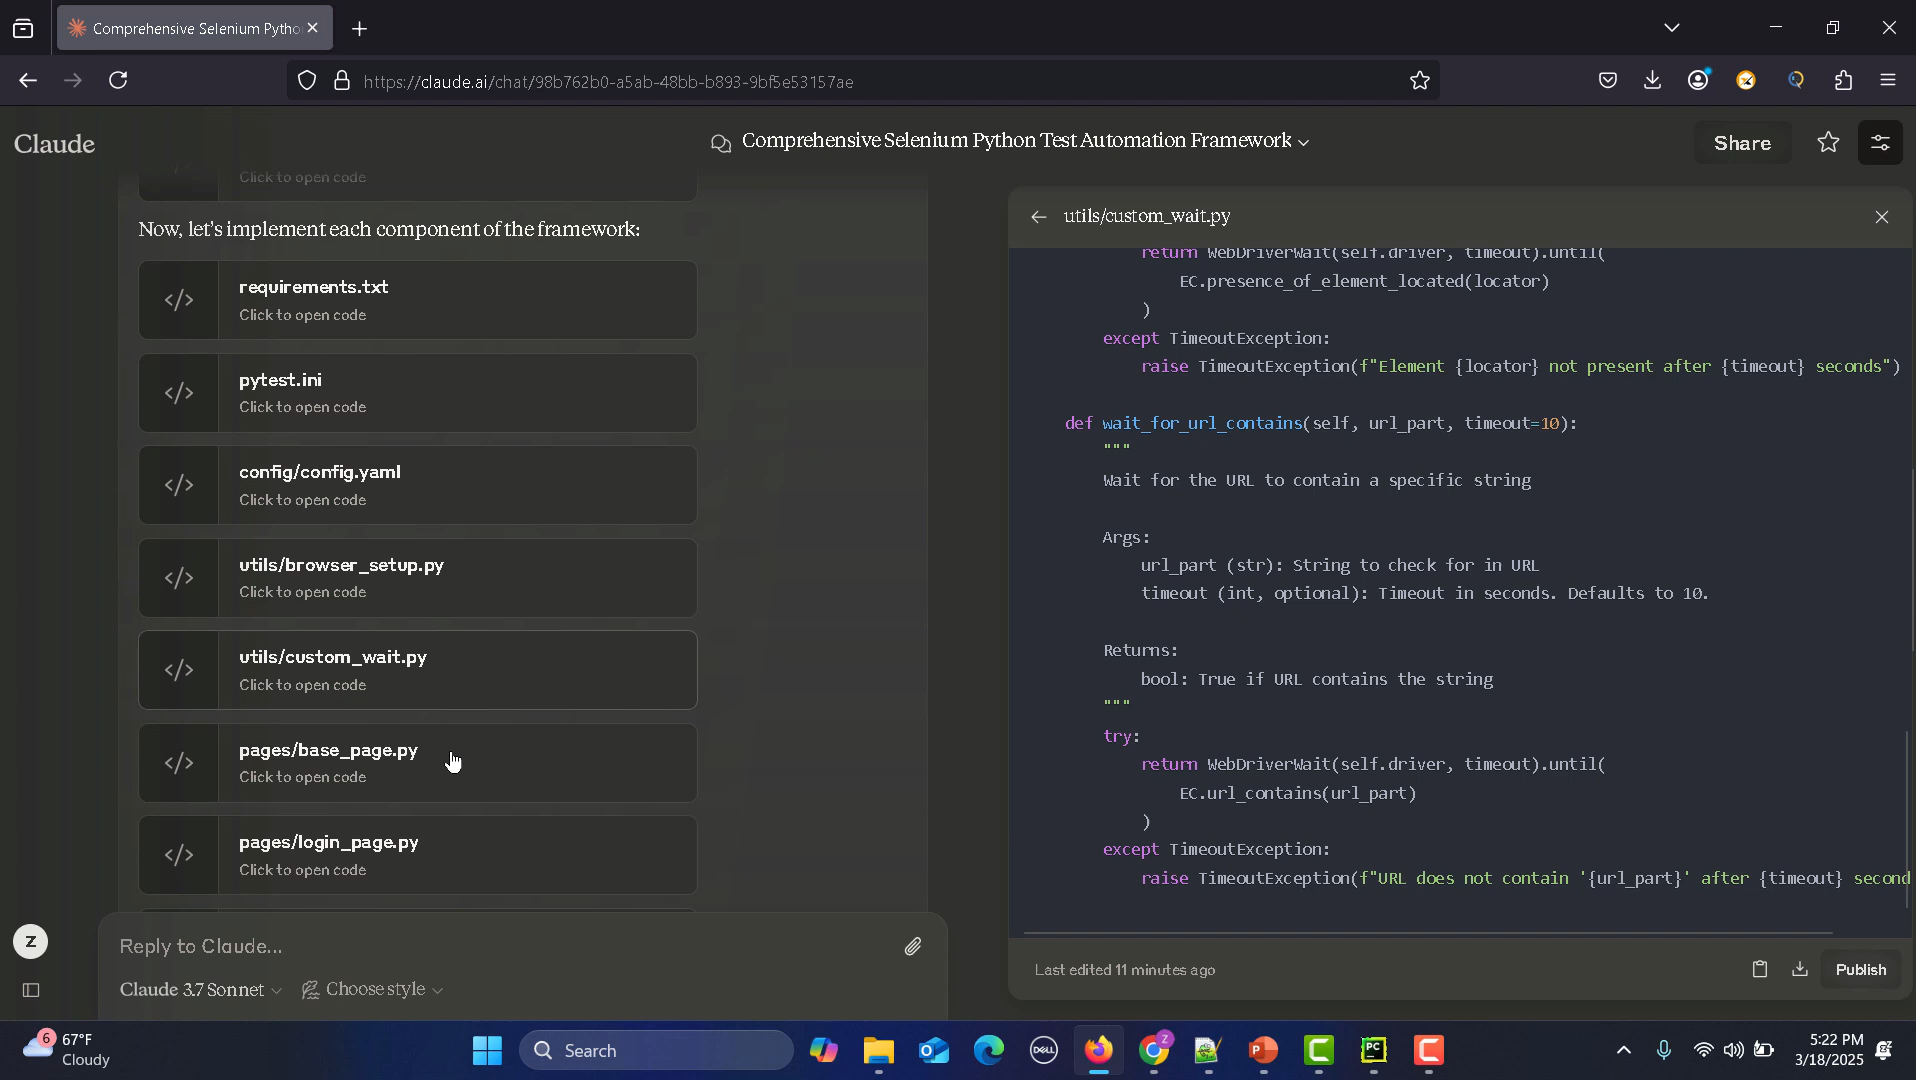 Comprehensive Selenium Pytho
https://claude.ai/chat/98b762b0-a5ab-48bb-b893-9bf5e53157ae
Claude
Comprehensive Selenium Python Test Automation Framework
Share
Click to open code
Now, let's implement each component of the framework:
requirements.txt
Click to open code
pytest.ini
Click to open code
config/config.yaml
Click to open code
utils/browser_setup.py
Click to open code
utils/custom_wait.py
Click to open code
pages/base_page.py
Click to open code
pages/login_page.py
Click to open code
Z
Reply to Claude...
Claude 3.7 Sonnet
Choose style
utils/custom_wait.py
return WebDriverWait(self.driver, timeout).until(
EC.presence_of_element_located(locator)
)
except TimeoutException:
raise TimeoutException(f"Element {locator} not present after {timeout} seconds")
def wait_for_url_contains(self, url_part, timeout=10):
"""
Wait for the URL to contain a specific string
Args:
url_part (str): String to check for in URL
timeout (int, optional): Timeout in seconds. Defaults to 10.
Returns:
bool: True if URL contains the string
"""
try:
return WebDriverWait(self.driver, timeout).until(
EC.url_contains(url_part)
)
except TimeoutException:
raise TimeoutException(f"URL does not contain '{url_part}' after {timeout} second
Last edited 11 minutes ago
Publish
6
67°F
Cloudy
Search
DELL
Z
PC
5:22 PM
3/18/2025